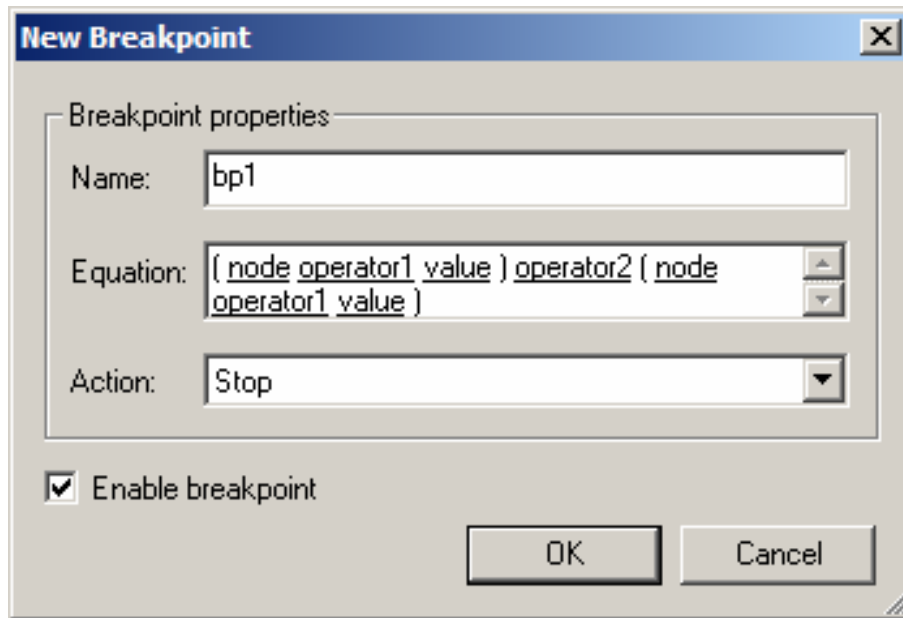 New Breakpoint
Breakpoint properties
Name: bp1
Equation: ( node operator1 value ) operator2 ( node
operator1 value )
Action: Stop
Enable breakpoint
OK Cancel